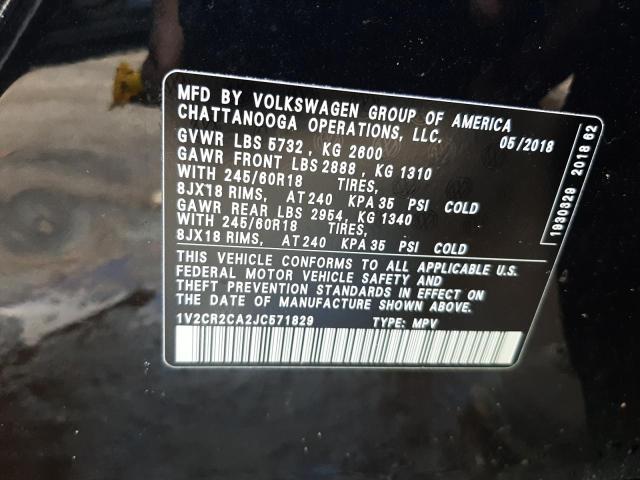 MFD BY VOLKSWAGEN GROUP OF AMERICA
CHATTANOOGA OPERATIONS, LLC.
05/2018
GVWR LBS 5732, KG 2600
GAWR FRONT LBS 2888, KG 1310
WITH 245/60R18 TIRES,
8JX18 RIMS, AT 240 KPA 35 PSI COLD
GAWR REAR LBS 2954, KG 1340
WITH 245/60R18 TIRES,
8JX18 RIMS, AT 240 KPA 35 PSI COLD
THIS VEHICLE CONFORMS TO ALL APPLICABLE U.S.
FEDERAL MOTOR VEHICLE SAFETY AND
THEFT PREVENTION STANDARDS IN EFFECT ON
THE DATE OF MANUFACTURE SHOWN ABOVE.
1V2CR2CA2JC571829 TYPE: MPV
1930329 2018 62